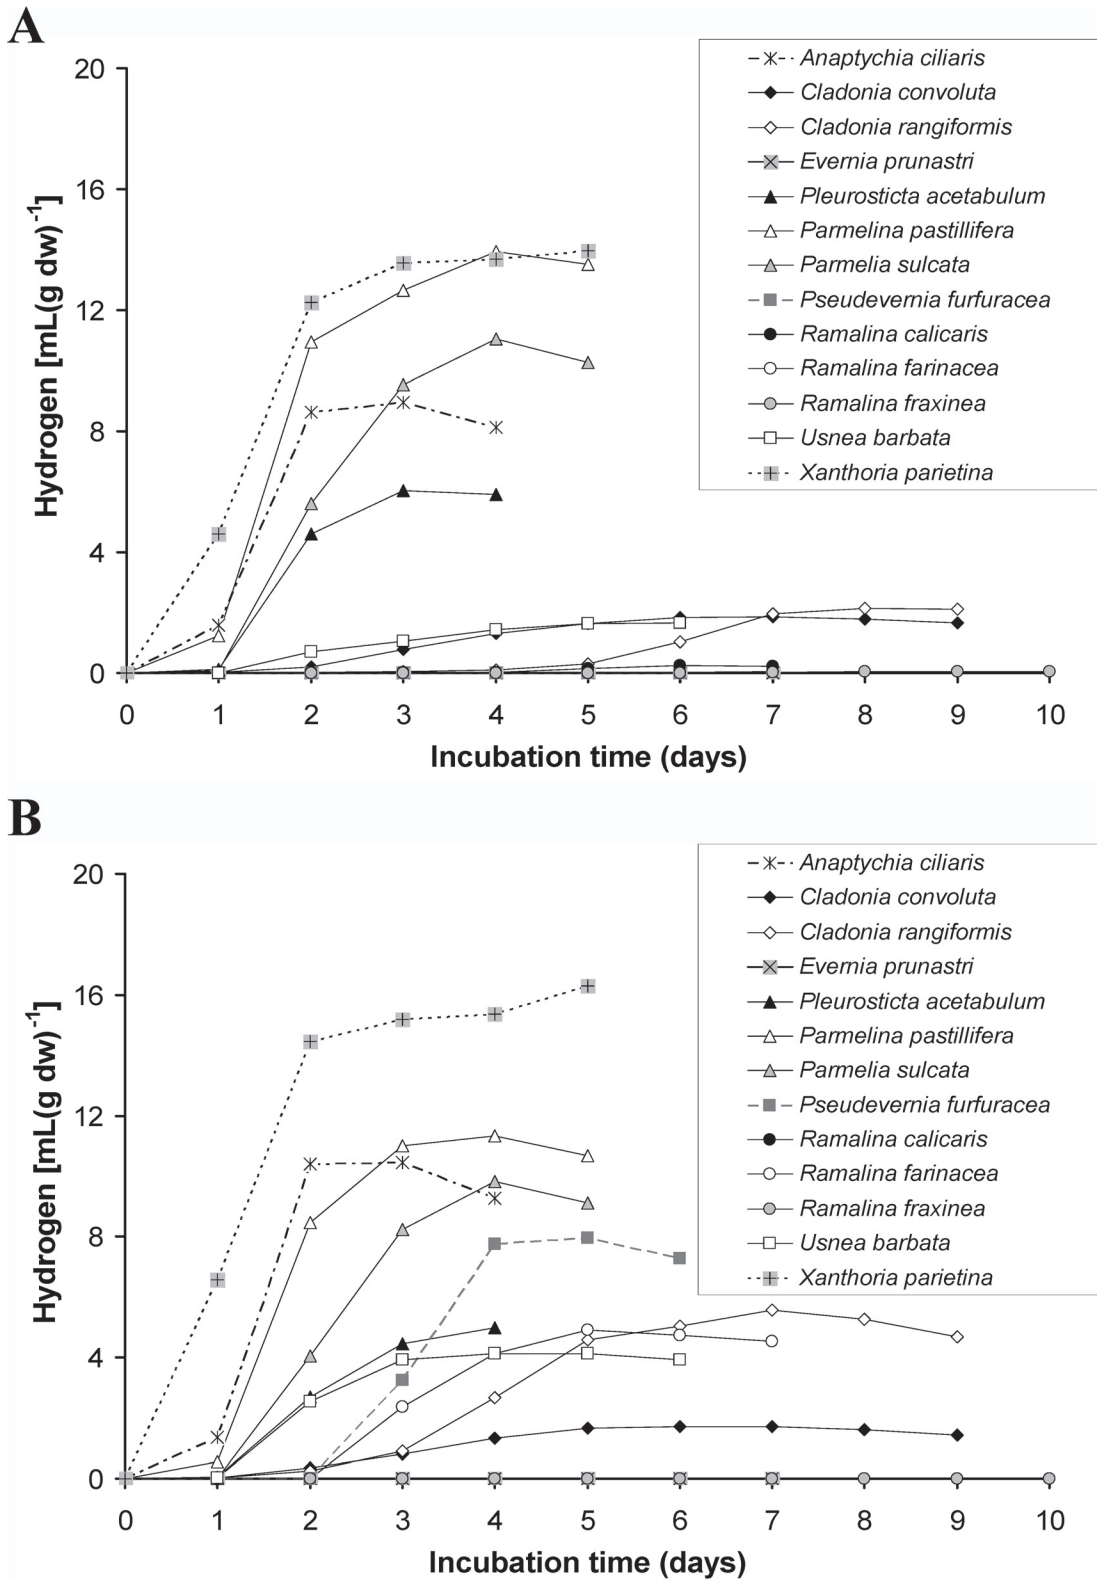 A
20
16
12
8
4
0
Hydrogen [mL(g dw)⁻¹]
0 1 2 3 4 5 6 7 8 9 10
Incubation time (days)
Anaptychia ciliaris
Cladonia convoluta
Cladonia rangiformis
Evernia prunastri
Pleurosticta acetabulum
Parmelina pastillifera
Parmelia sulcata
Pseudevernia furfuracea
Ramalina calicaris
Ramalina farinacea
Ramalina fraxinea
Usnea barbata
Xanthoria parietina
B
20
16
12
8
4
0
Hydrogen [mL(g dw)⁻¹]
0 1 2 3 4 5 6 7 8 9 10
Incubation time (days)
Anaptychia ciliaris
Cladonia convoluta
Cladonia rangiformis
Evernia prunastri
Pleurosticta acetabulum
Parmelina pastillifera
Parmelia sulcata
Pseudevernia furfuracea
Ramalina calicaris
Ramalina farinacea
Ramalina fraxinea
Usnea barbata
Xanthoria parietina